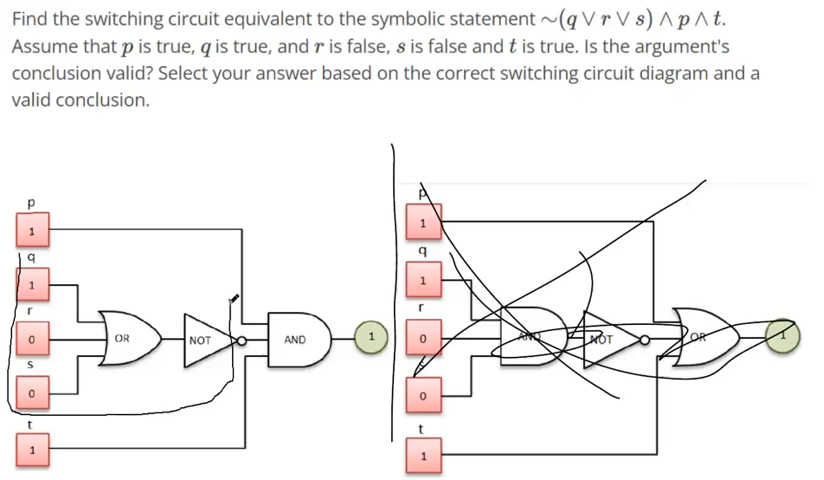 Find the switching circuit equivalent to the symbolic statement ∼(q ∨ r ∨ s) ∧ p ∧ t.
Assume that p is true, q is true, and r is false, s is false and t is true. Is the argument's
conclusion valid? Select your answer based on the correct switching circuit diagram and a
valid conclusion.
p
1
q
1
r
0
s
0
t
1
OR
NOT
AND
1
p
1
q
1
r
0
0
t
1
AND
NOT
OR
1